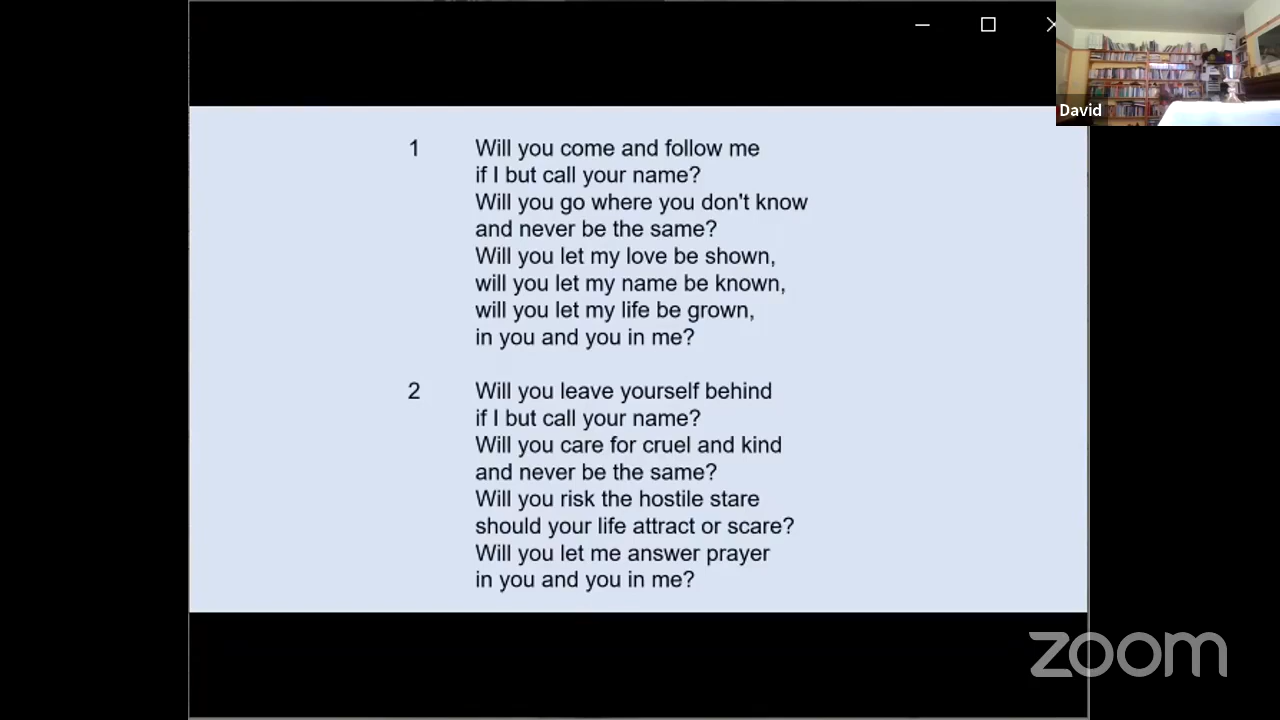 David
1 Will you come and follow me
if I but call your name?
Will you go where you don't know
and never be the same?
Will you let my love be shown,
will you let my name be known,
will you let my life be grown,
in you and you in me?
2 Will you leave yourself behind
if I but call your name?
Will you care for cruel and kind
and never be the same?
Will you risk the hostile stare
should your life attract or scare?
Will you let me answer prayer
in you and you in me?
zoom